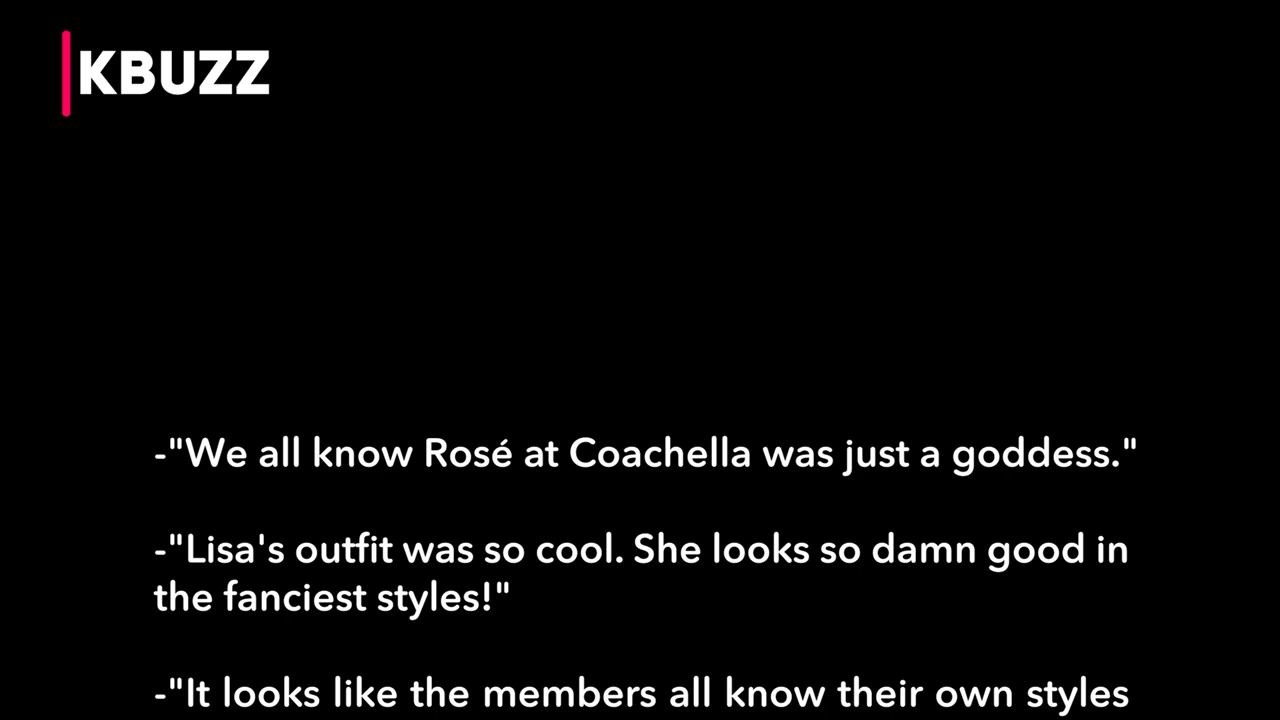 KBUZZ
-"We all know Rosé at Coachella was just a goddess."
-"Lisa's outfit was so cool. She looks so damn good in
the fanciest styles!"
-"It looks like the members all know their own styles